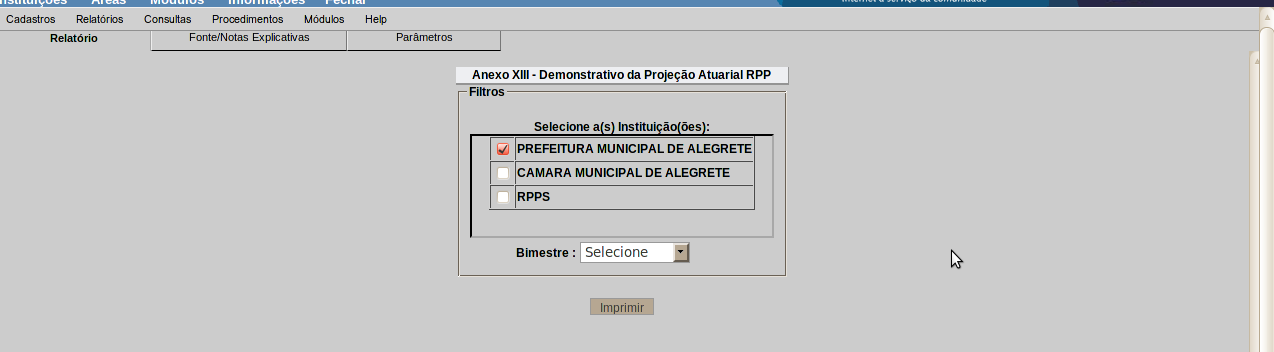 Instituições Áreas Módulos Informações Fechar
Internet a serviço da comunidade
Cadastros Relatórios Consultas Procedimentos Módulos Help
Relatório Fonte/Notas Explicativas Parâmetros
Anexo XIII - Demonstrativo da Projeção Atuarial RPP
Filtros
Selecione a(s) Instituição(ões):
PREFEITURA MUNICIPAL DE ALEGRETE
CAMARA MUNICIPAL DE ALEGRETE
RPPS
Bimestre : Selecione
Imprimir